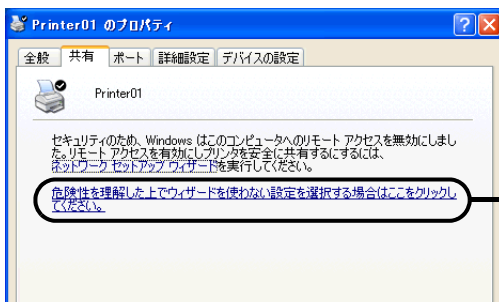 Printer01 のプロパティ
全般 共有 ポート 詳細設定 デバイスの設定
Printer01
セキュリティのため、Windows はこのコンピュータへのリモート アクセスを無効にしまし
た。リモート アクセスを有効にしプリンタを安全に共有するにするには、
ネットワーク セットアップ ウィザードを実行してください。
危険性を理解した上でウィザードを使わない設定を選択する場合はここをクリックし
てください。